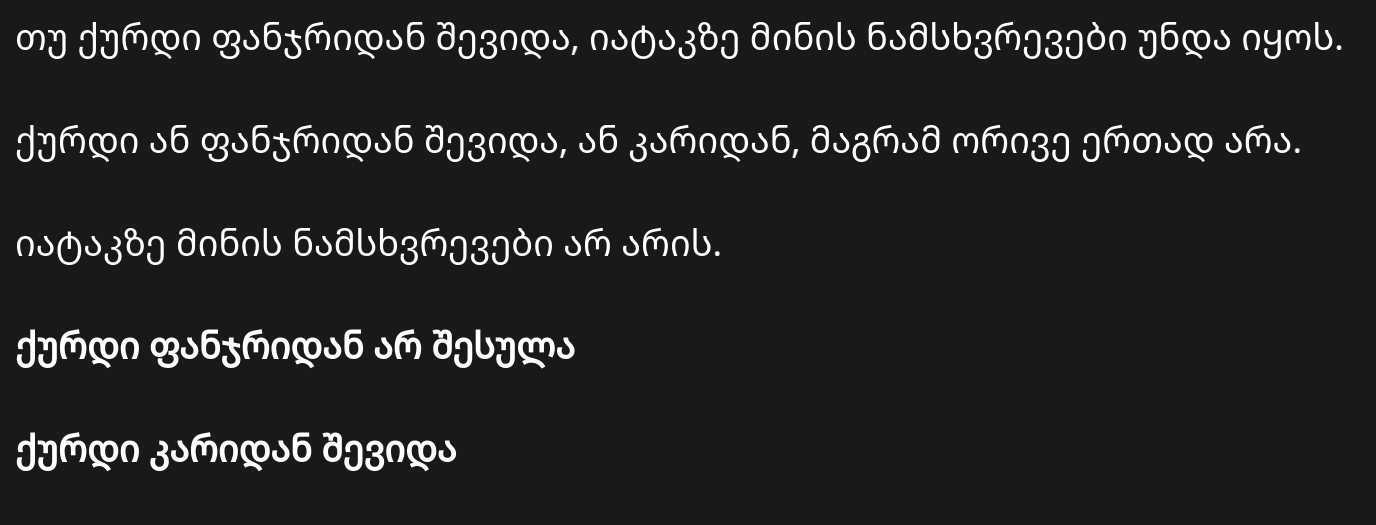 თუ ქურდი ფანჯრიდან შევიდა, იატაკზე მინის ნამსხვრევები უნდა იყოს.
ქურდი ან ფანჯრიდან შევიდა, ან კარიდან, მაგრამ ორივე ერთად არა.
იატაკზე მინის ნამსხვრევები არ არის.
ქურდი ფანჯრიდან არ შესულა
ქურდი კარიდან შევიდა